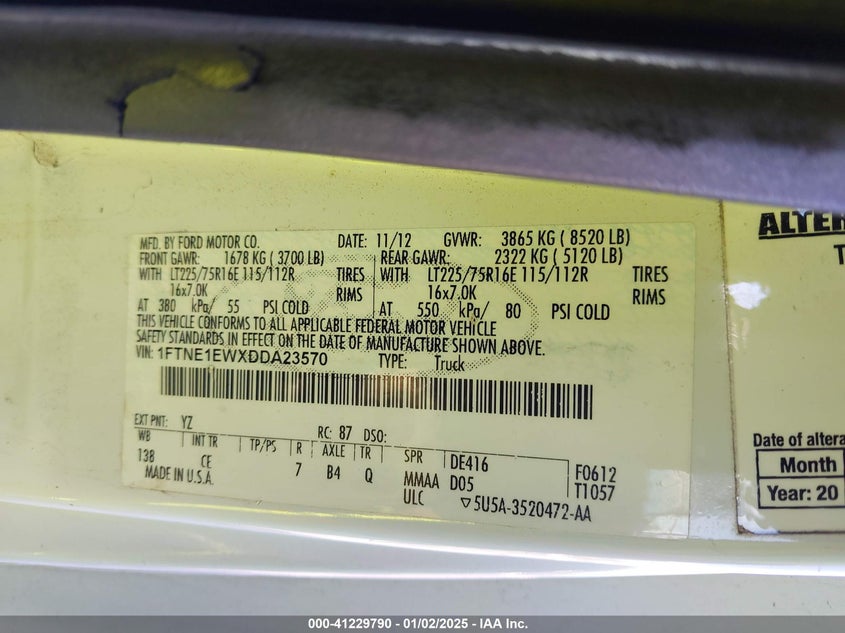 MFD. BY FORD MOTOR CO. DATE: 11/12 GVWR: 3865 KG ( 8520 LB)
FRONT GAWR: 1678 KG ( 3700 LB) REAR GAWR: 2322 KG ( 5120 LB)
WITH LT225/75R16E 115/112R TIRES WITH LT225/75R16E 115/112R TIRES
16x7.0K RIMS 16x7.0K RIMS
AT 380 kPa/ 55 PSI COLD AT 550 kPa/ 80 PSI COLD
THIS VEHICLE CONFORMS TO ALL APPLICABLE FEDERAL MOTOR VEHICLE
SAFETY STANDARDS IN EFFECT ON THE DATE OF MANUFACTURE SHOWN ABOVE.
VIN: 1FTNE1EWXDDA23570 TYPE: Truck
EXT PNT: YZ RC: 87 DSO:
WB INT TR TP/PS R AXLE TR SPR DE416 F0612
138 CE 7 B4 Q MMAA D05 T1057
MADE IN U.S.A. ULC ▽5U5A-3520472-AA
ALTER
T
Date of altera
Month
Year: 20
000-41229790 - 01/02/2025 - IAA Inc.